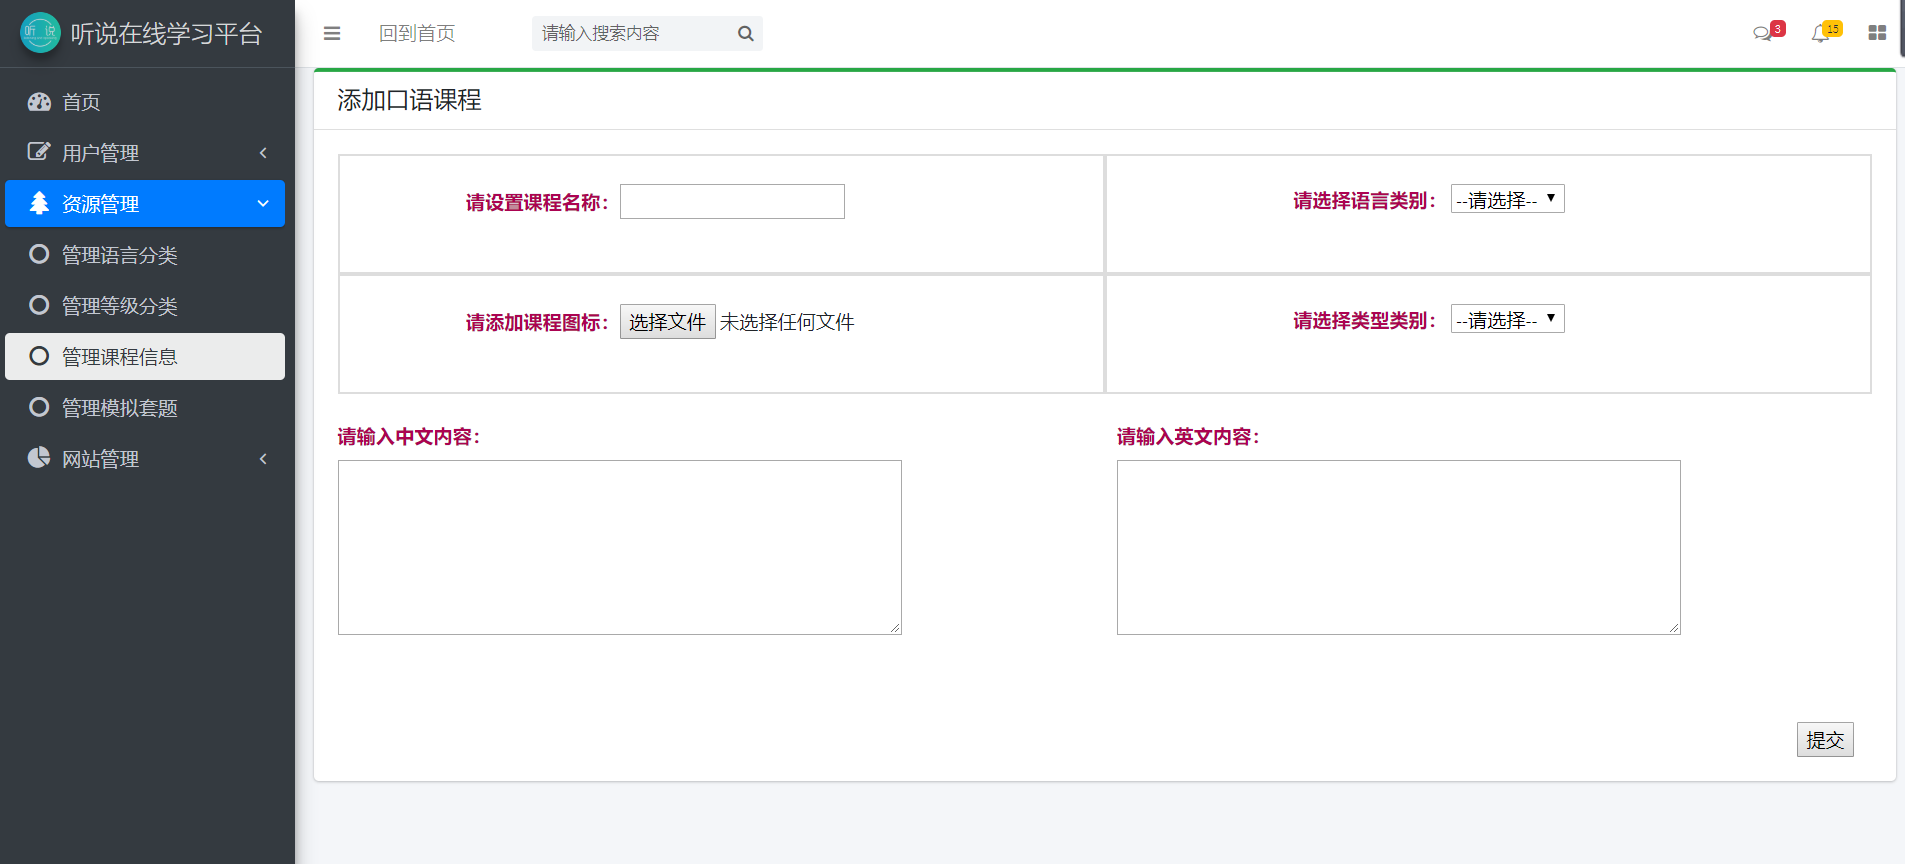 听说在线学习平台
首页
用户管理
资源管理
管理语言分类
管理等级分类
管理课程信息
管理模拟套题
网站管理
回到首页
请输入搜索内容
3
15
添加口语课程
请设置课程名称：
请选择语言类别： --请选择--
请添加课程图标： 选择文件 未选择任何文件
请选择类型类别： --请选择--
请输入中文内容：
请输入英文内容：
提交